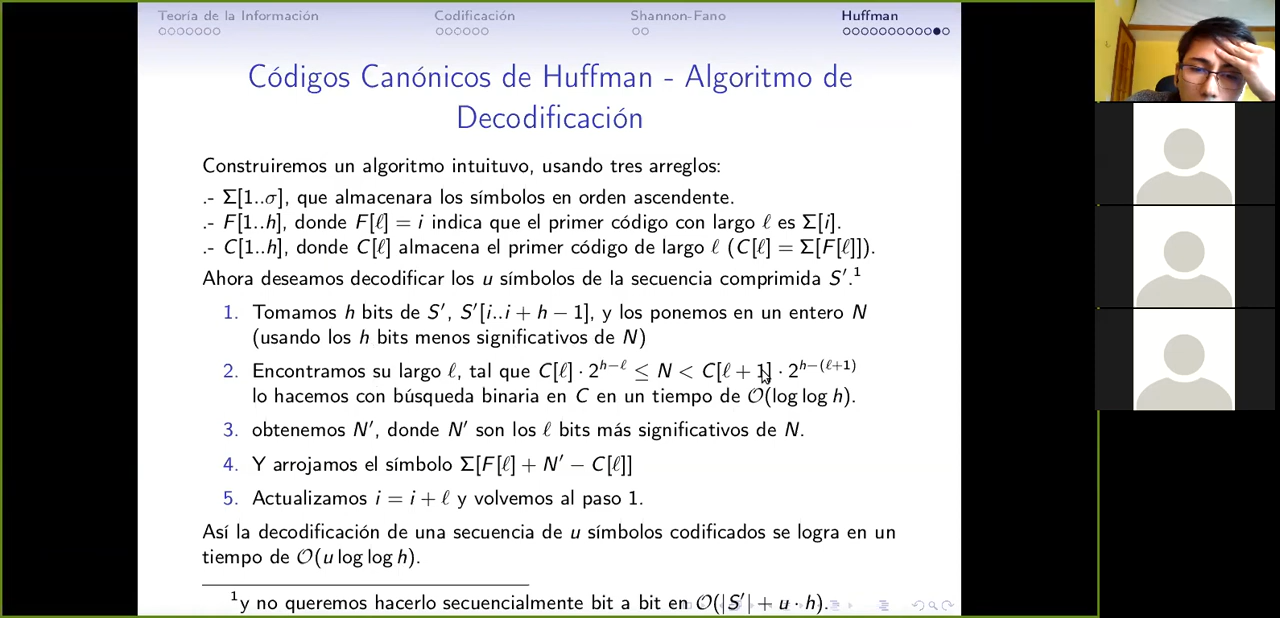 Teoría de la Información Codificación Shannon-Fano Huffman
Códigos Canónicos de Huffman - Algoritmo de
Decodificación
Construiremos un algoritmo intuituvo, usando tres arreglos:
.- Σ[1..σ], que almacenara los símbolos en orden ascendente.
.- F[1..h], donde F[ℓ] = i indica que el primer código con largo ℓ es Σ[i].
.- C[1..h], donde C[ℓ] almacena el primer código de largo ℓ (C[ℓ] = Σ[F[ℓ]]).
Ahora deseamos decodificar los u símbolos de la secuencia comprimida S′.¹
1. Tomamos h bits de S′, S′[i..i + h − 1], y los ponemos en un entero N
(usando los h bits menos significativos de N)
2. Encontramos su largo ℓ, tal que C[ℓ] · 2^{h−ℓ} ≤ N < C[ℓ + 1] · 2^{h−(ℓ+1)}
lo hacemos con búsqueda binaria en C en un tiempo de O(log log h).
3. obtenemos N′, donde N′ son los ℓ bits más significativos de N.
4. Y arrojamos el símbolo Σ[F[ℓ] + N′ − C[ℓ]]
5. Actualizamos i = i + ℓ y volvemos al paso 1.
Así la decodificación de una secuencia de u símbolos codificados se logra en un
tiempo de O(u log log h).
¹y no queremos hacerlo secuencialmente bit a bit en O(|S′| + u · h).